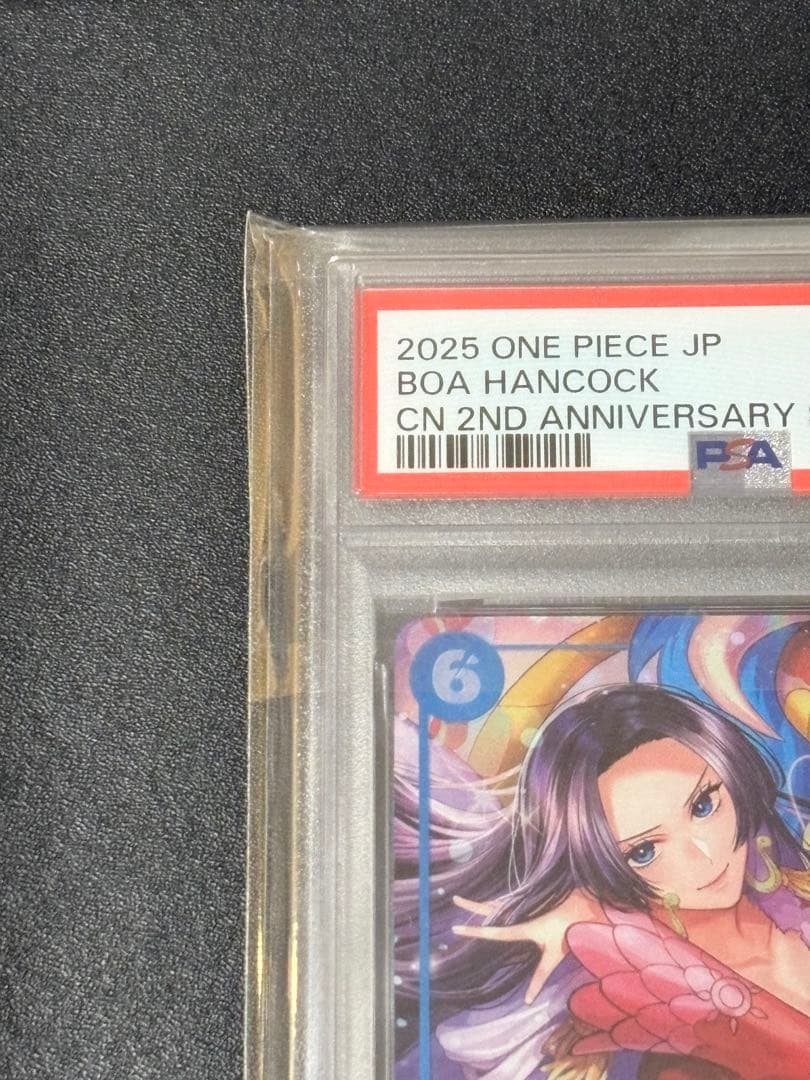 2025 ONE PIECE JP
BOA HANCOCK
CN 2ND ANNIVERSARY
PSA
6